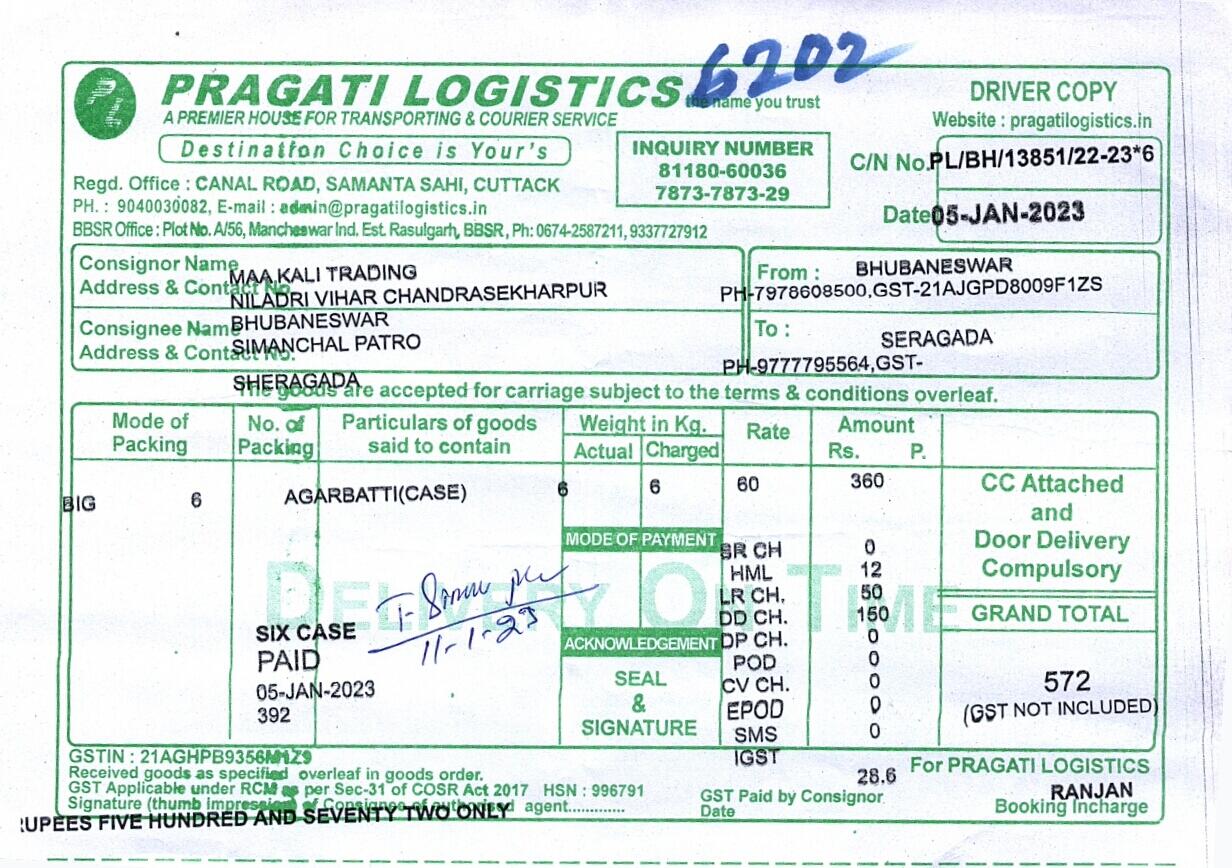 6202
PRAGATI LOGISTICS the name you trust
A PREMIER HOUSE FOR TRANSPORTING & COURIER SERVICE
Destination Choice is Your's
DRIVER COPY
Website : pragatilogistics.in
INQUIRY NUMBER
81180-60036
7873-7873-29
C/N No. PL/BH/13851/22-23*6
Date 05-JAN-2023
Regd. Office : CANAL ROAD, SAMANTA SAHI, CUTTACK
PH. : 9040030082, E-mail : admin@pragatilogistics.in
BBSR Office : Plot No. A/56, Mancheswar Ind. Est. Rasulgarh, BBSR, Ph: 0674-2587211, 9337727912
Consignor Name
MAA KALI TRADING
Address & Contact No.
NILADRI VIHAR CHANDRASEKHARPUR
From : BHUBANESWAR
PH-7978608500,GST-21AJGPD8009F1ZS
Consignee Name
BHUBANESWAR
Address & Contact No.
SIMANCHAL PATRO
To : SERAGADA
PH-9777795564,GST-
SHERAGADA
The goods are accepted for carriage subject to the terms & conditions overleaf.
Mode of Packing
No. of Packing
Particulars of goods said to contain
Weight in Kg.
Actual Charged
Rate
Amount
Rs. P.
BIG 6 AGARBATTI(CASE) 6 6 60 360
CC Attached
and
Door Delivery
Compulsory
MODE OF PAYMENT
BR CH 0
HML 12
LR CH. 50
DD CH. 150
DP CH. 0
POD 0
CV CH. 0
EPOD 0
SMS 0
IGST 28.6
DELIVERY ON TIME
GRAND TOTAL
572
(GST NOT INCLUDED)
11-1-23
SIX CASE
PAID
05-JAN-2023
392
ACKNOWLEDGEMENT
SEAL
&
SIGNATURE
GSTIN : 21AGHPB9356M1Z9
Received goods as specified overleaf in goods order.
GST Applicable under RCM as per Sec-31 of COSR Act 2017 HSN : 996791
Signature (thumb impression) of Consignee of authorised agent.............
RUPEES FIVE HUNDRED AND SEVENTY TWO ONLY
GST Paid by Consignor
Date
For PRAGATI LOGISTICS
RANJAN
Booking Incharge